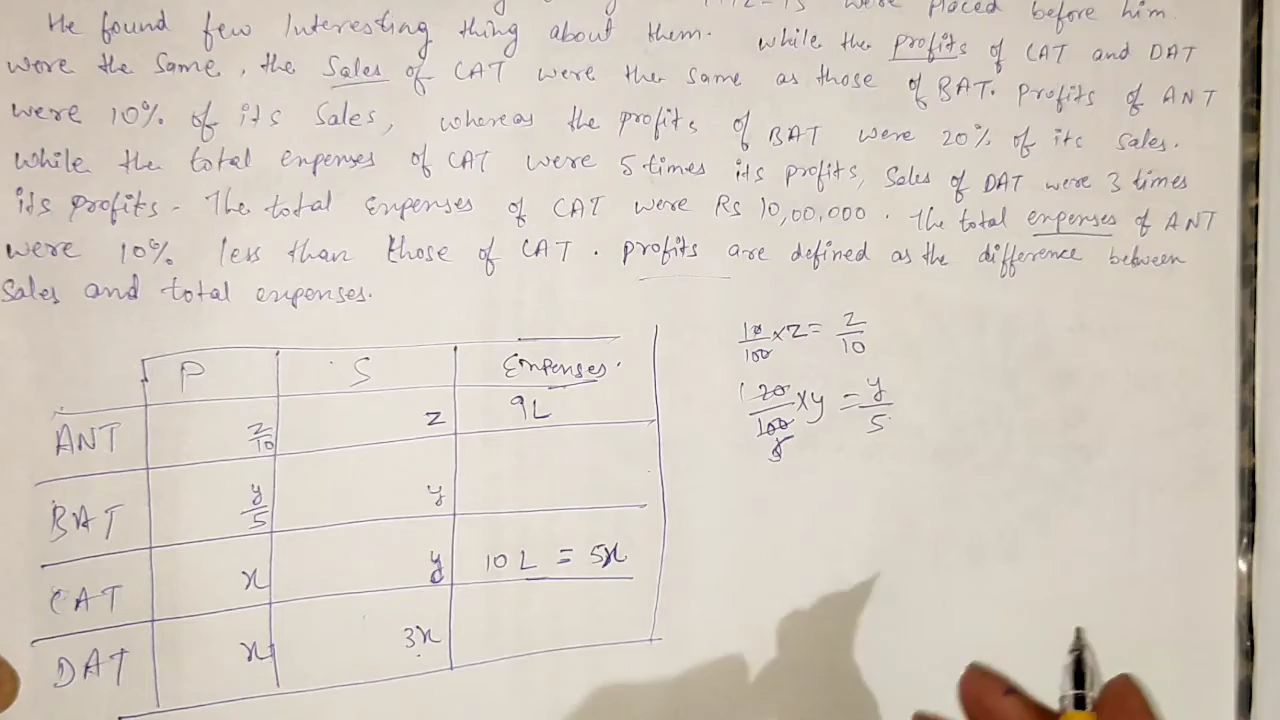 were placed before him.
He found few Interesting thing about them. While the profits of CAT and DAT
were the same, the Sales of CAT were the same as those of BAT. Profits of ANT
were 10% of its Sales, whereas the profits of BAT were 20% of its sales.
While the total expenses of CAT were 5 times its profits, Sales of DAT were 3 times
its profits. The total Expenses of CAT were Rs 10,00,000. The total expenses of ANT
were 10% less than those of CAT. profits are defined as the difference between
Sales and total expenses.
10/100 × z = z/10
1 20/100 × y = y/5
5
P S Expenses.
ANT z/10 z 9L
BAT y/5 y
CAT x y 10 L = 5x
DAT x 3x